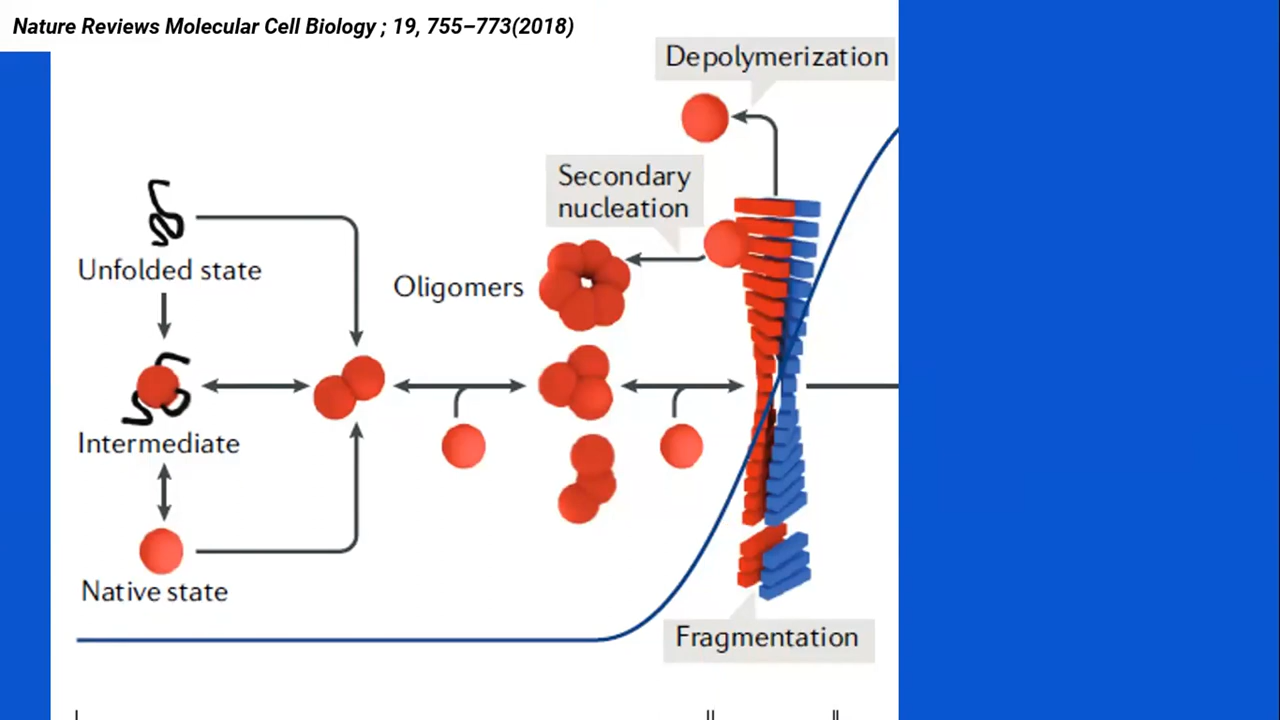 Nature Reviews Molecular Cell Biology ; 19, 755–773(2018)
Depolymerization
Secondary
nucleation
Unfolded state
Oligomers
Intermediate
Native state
Fragmentation